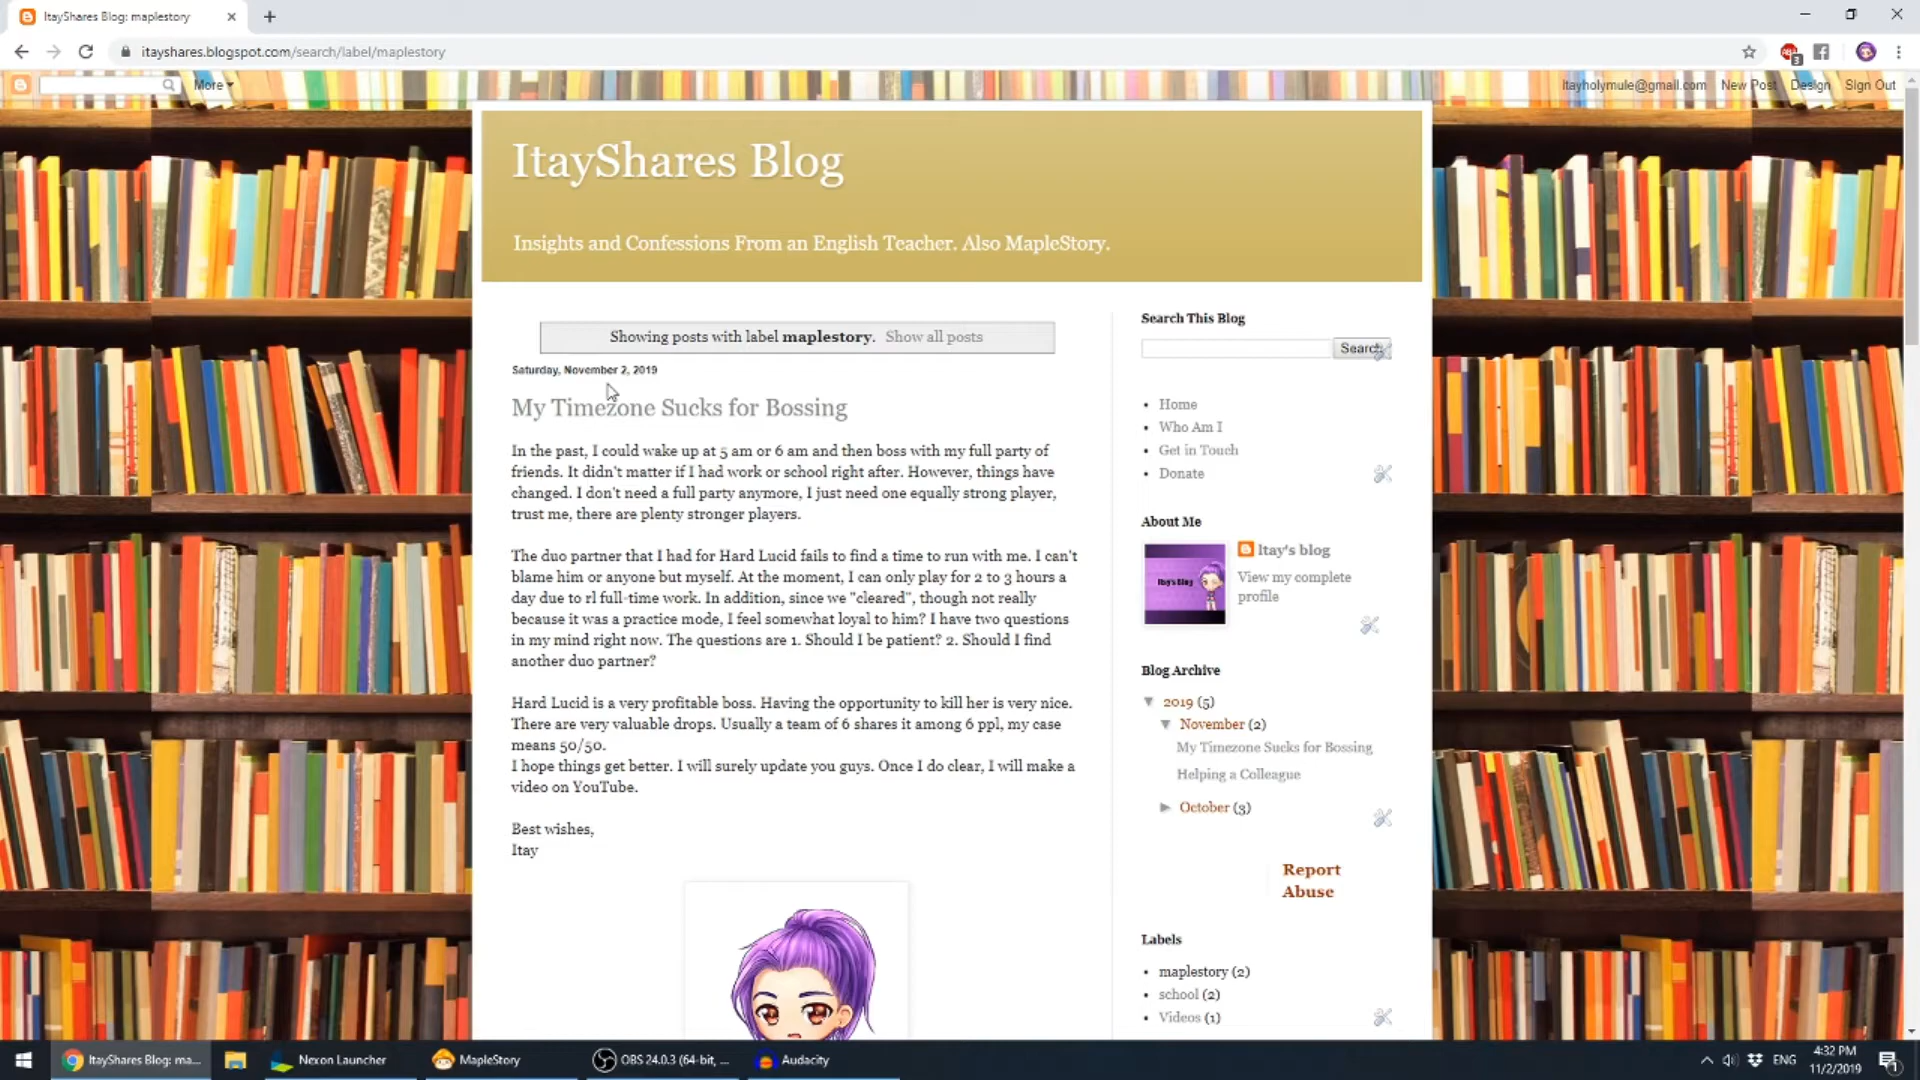 ItayShares Blog: maplestory
itayshares.blogspot.com/search/label/maplestory
ABP
3
More
itayholymule@gmail.com New Post Design Sign Out
ItayShares Blog
Insights and Confessions From an English Teacher. Also MapleStory.
Showing posts with label maplestory. Show all posts
Saturday, November 2, 2019
My Timezone Sucks for Bossing
In the past, I could wake up at 5 am or 6 am and then boss with my full party of
friends. It didn't matter if I had work or school right after. However, things have
changed. I don't need a full party anymore, I just need one equally strong player,
trust me, there are plenty stronger players.
The duo partner that I had for Hard Lucid fails to find a time to run with me. I can't
blame him or anyone but myself. At the moment, I can only play for 2 to 3 hours a
day due to rl full-time work. In addition, since we "cleared", though not really
because it was a practice mode, I feel somewhat loyal to him? I have two questions
in my mind right now. The questions are 1. Should I be patient? 2. Should I find
another duo partner?
Hard Lucid is a very profitable boss. Having the opportunity to kill her is very nice.
There are very valuable drops. Usually a team of 6 shares it among 6 ppl, my case
means 50/50.
I hope things get better. I will surely update you guys. Once I do clear, I will make a
video on YouTube.
Best wishes,
Itay
Search This Blog
Search
Home
Who Am I
Get in Touch
Donate
About Me
Itay's Blog
Itay's blog
View my complete
profile
Blog Archive
▼ 2019 (5)
▼ November (2)
My Timezone Sucks for Bossing
Helping a Colleague
► October (3)
Report
Abuse
Labels
maplestory (2)
school (2)
Videos (1)
ItayShares Blog: ma...
Nexon Launcher
MapleStory
OBS 24.0.3 (64-bit, ...
Audacity
ENG
4:32 PM
11/2/2019
1